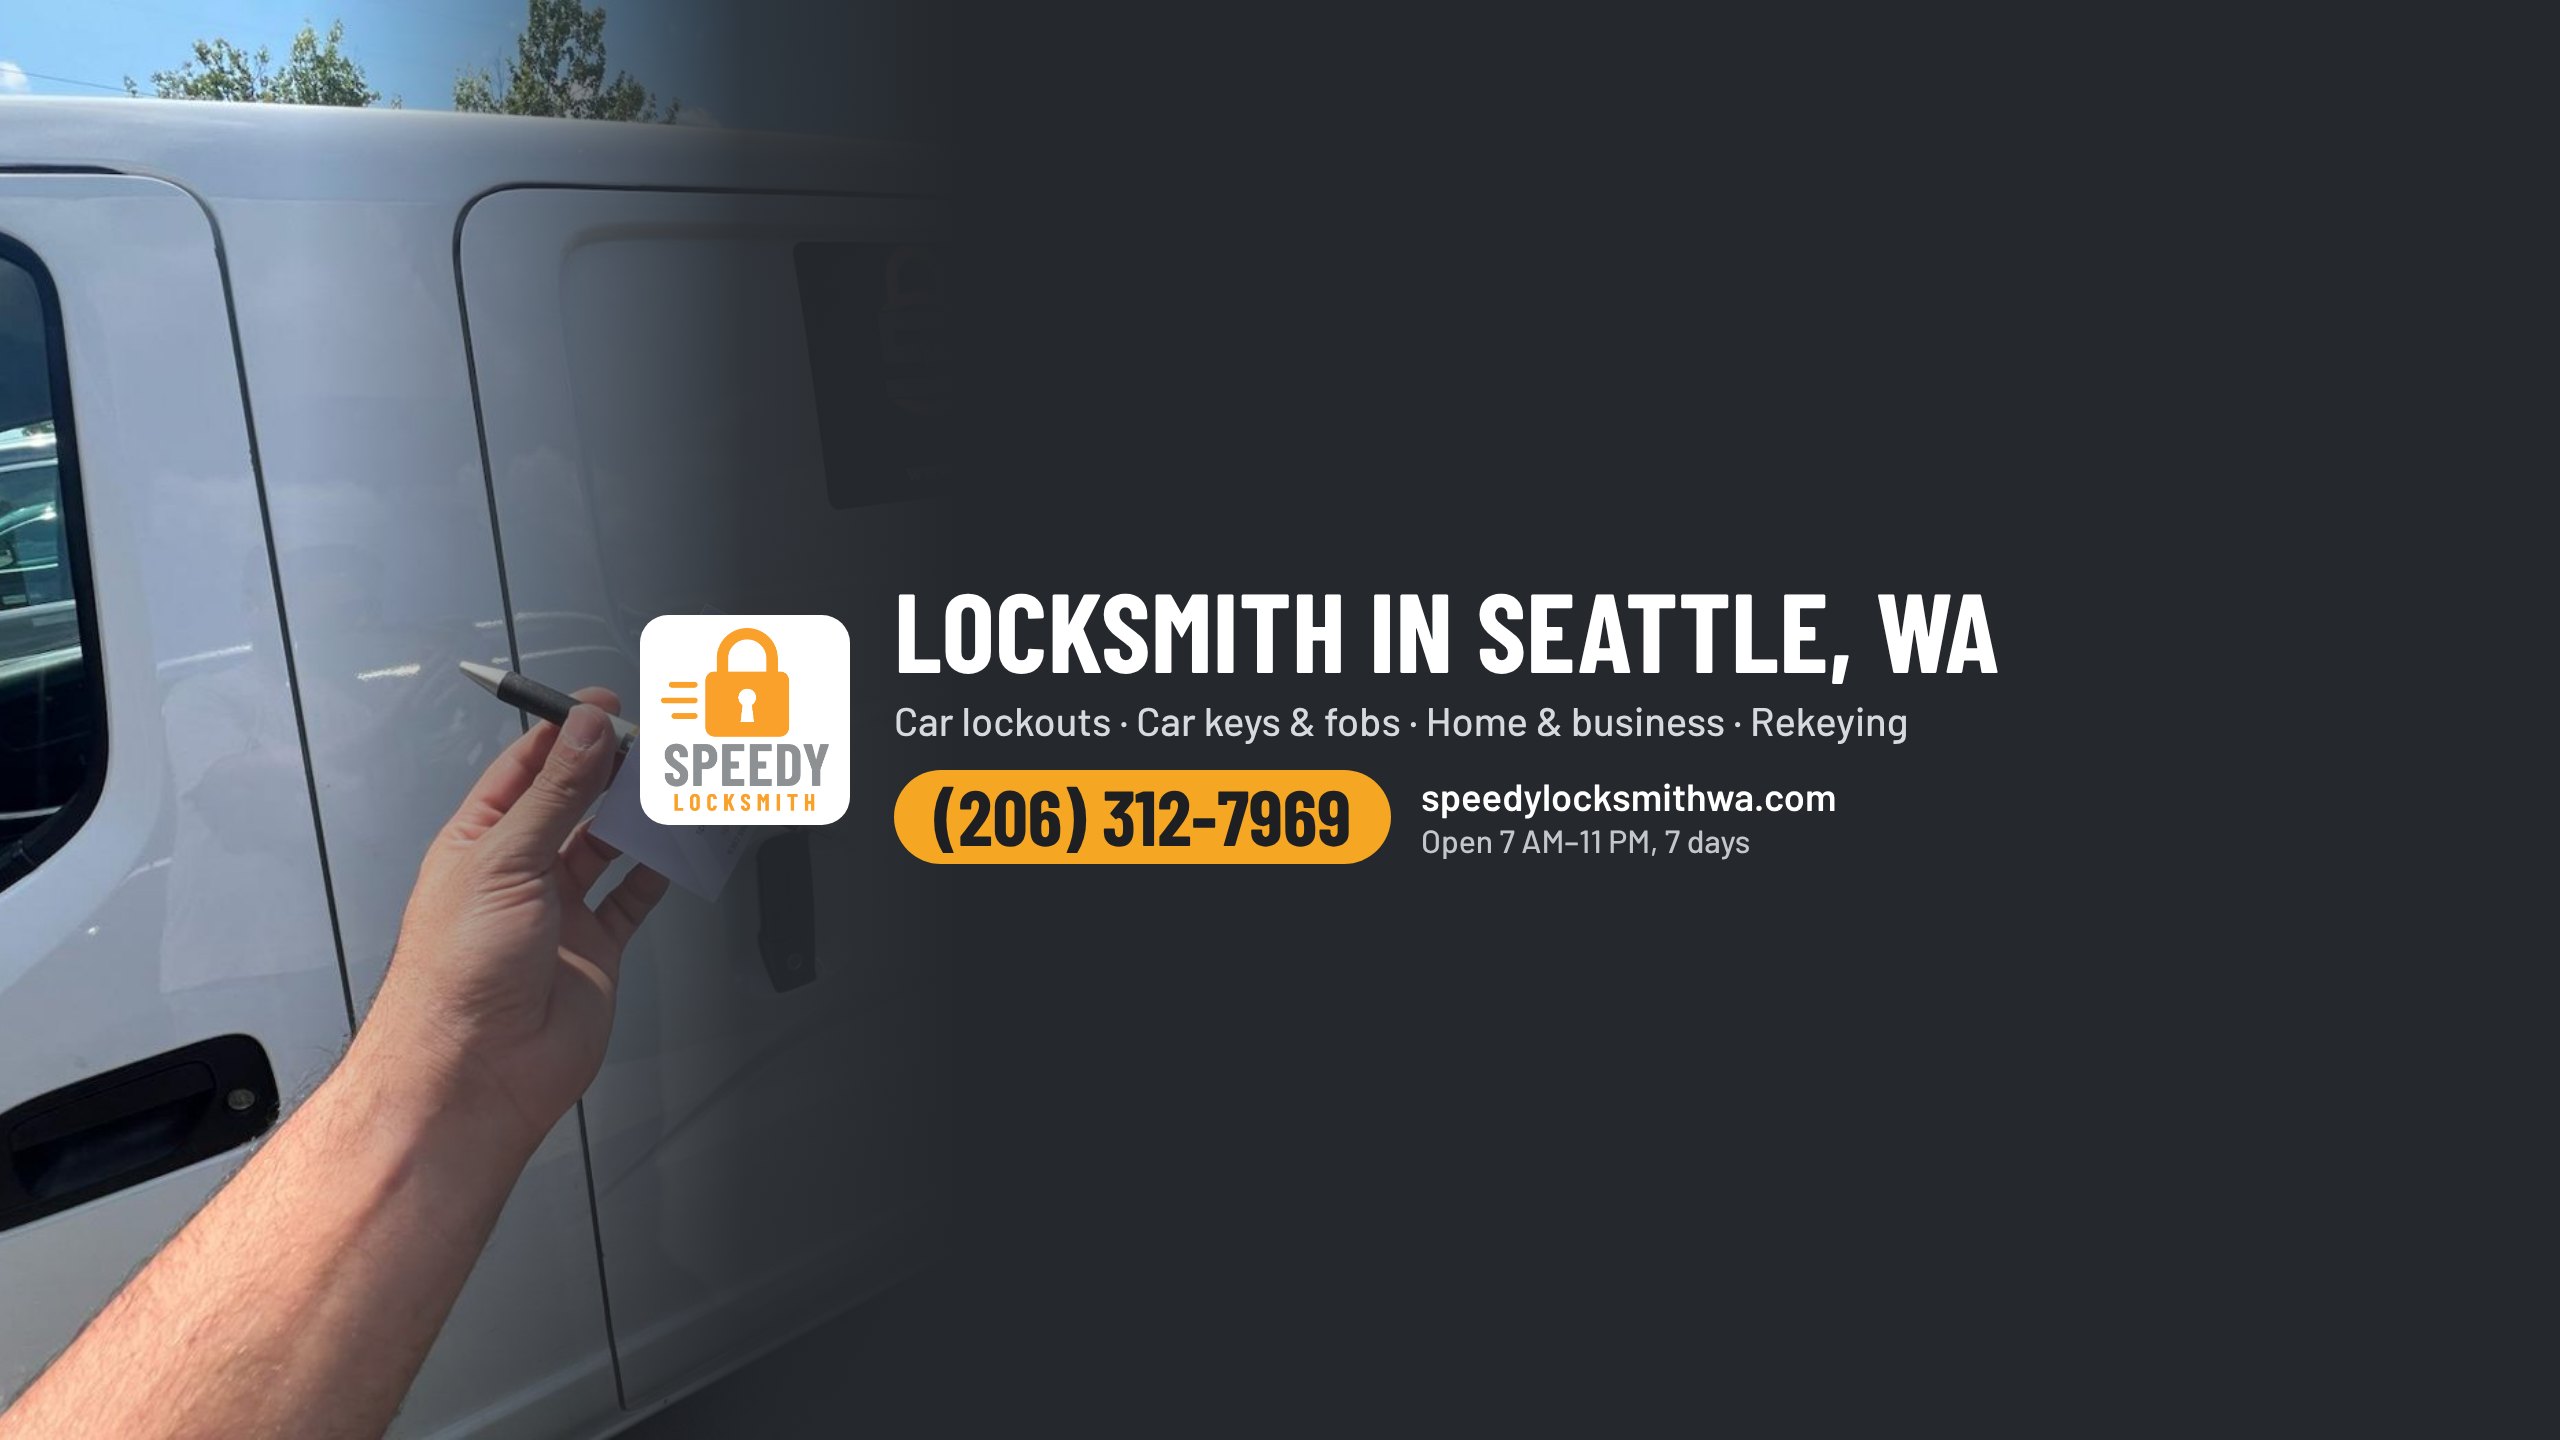 SPEEDY
LOCKSMITH
LOCKSMITH IN SEATTLE, WA
Car lockouts · Car keys & fobs · Home & business · Rekeying
(206) 312-7969
speedylocksmithwa.com
Open 7 AM–11 PM, 7 days